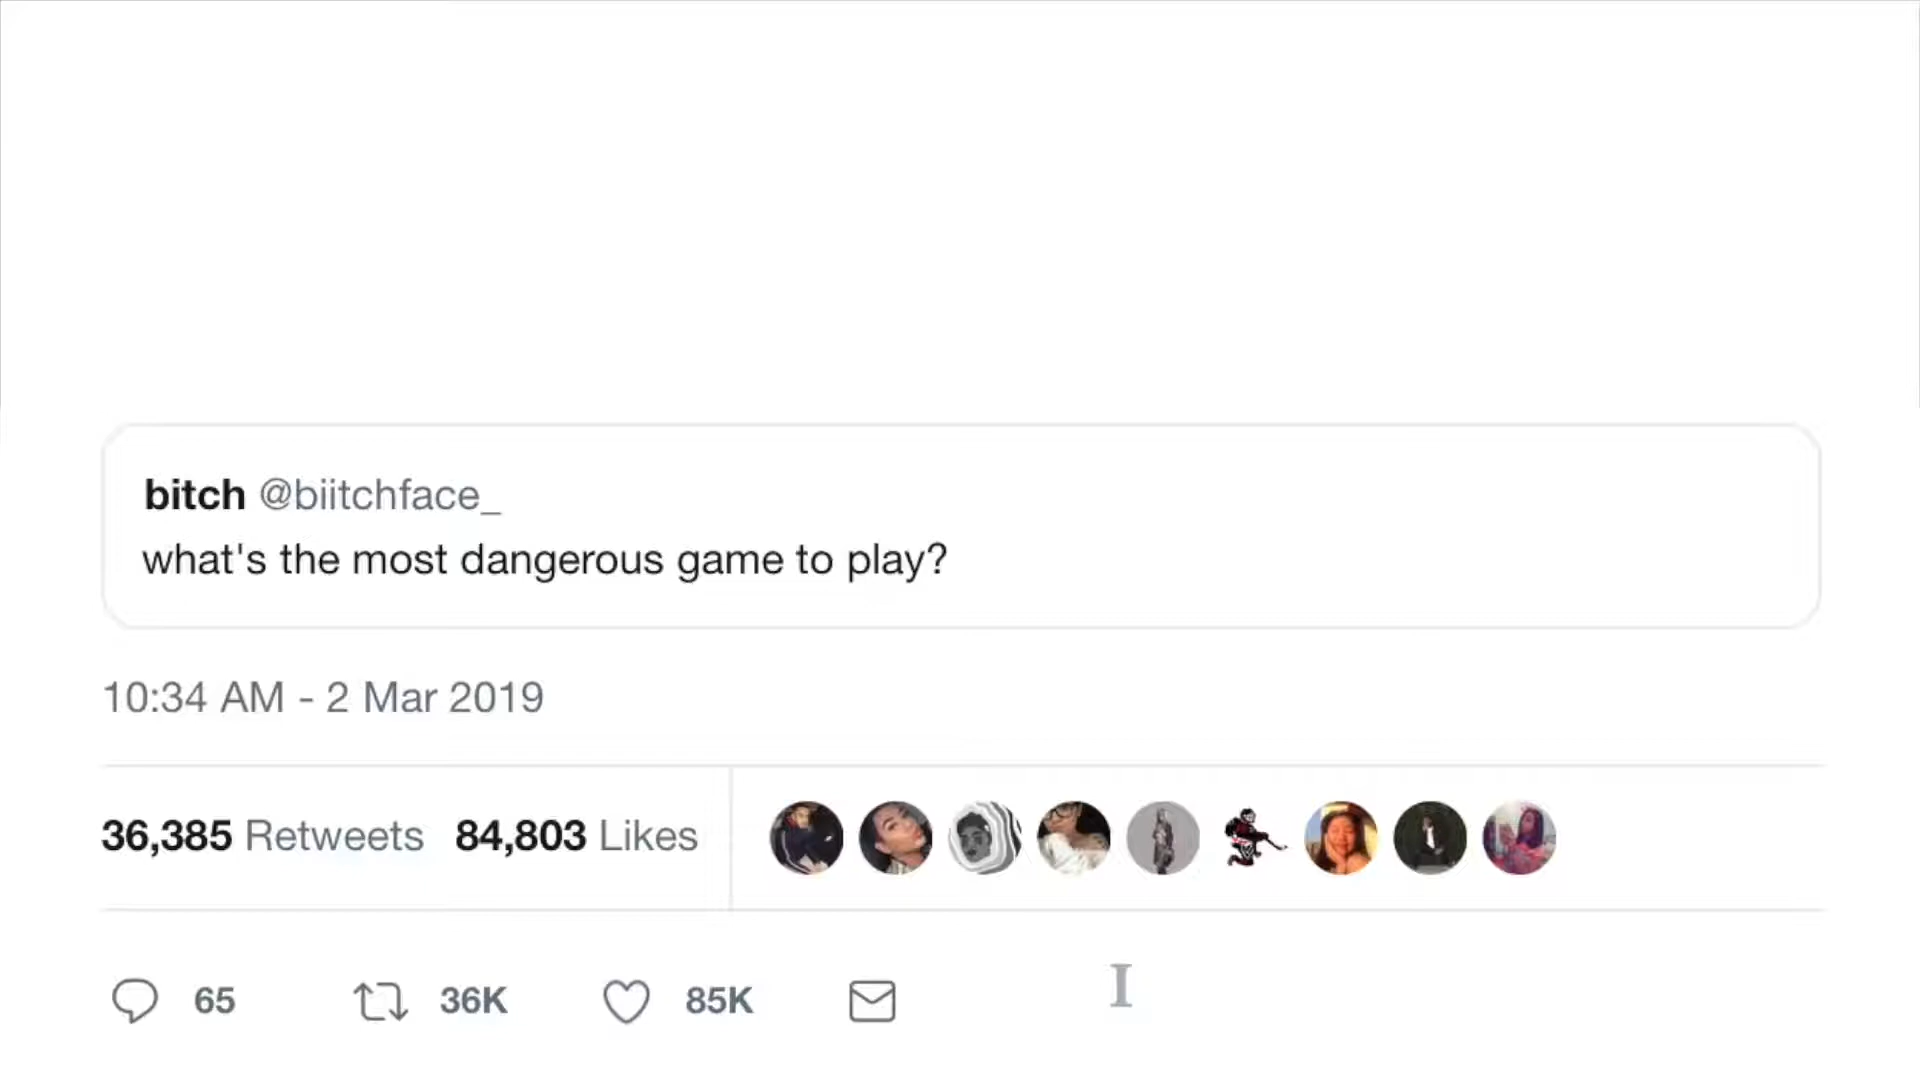 bitch @biitchface_
what's the most dangerous game to play?
10:34 AM - 2 Mar 2019
36,385 Retweets 84,803 Likes
65 36K 85K